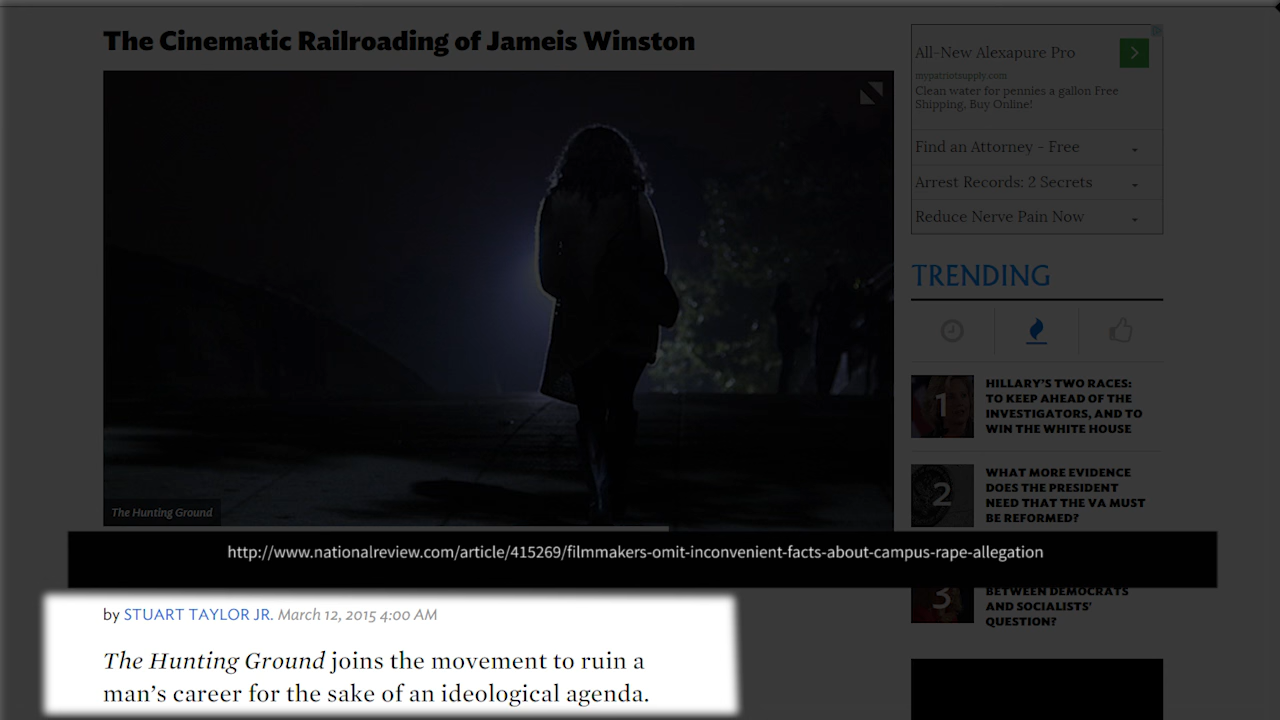 The Cinematic Railroading of Jameis Winston
The Hunting Ground
http://www.nationalreview.com/article/415269/filmmakers-omit-inconvenient-facts-about-campus-rape-allegation
by STUART TAYLOR JR. March 12, 2015 4:00 AM
The Hunting Ground joins the movement to ruin a
man's career for the sake of an ideological agenda.
All-New Alexapure Pro
mypatriotsupply.com
Clean water for pennies a gallon Free
Shipping. Buy Online!
Find an Attorney - Free
Arrest Records: 2 Secrets
Reduce Nerve Pain Now
TRENDING
1
HILLARY'S TWO RACES:
TO KEEP AHEAD OF THE
INVESTIGATORS, AND TO
WIN THE WHITE HOUSE
2
WHAT MORE EVIDENCE
DOES THE PRESIDENT
NEED THAT THE VA MUST
BE REFORMED?
3
BETWEEN DEMOCRATS
AND SOCIALISTS'
QUESTION?